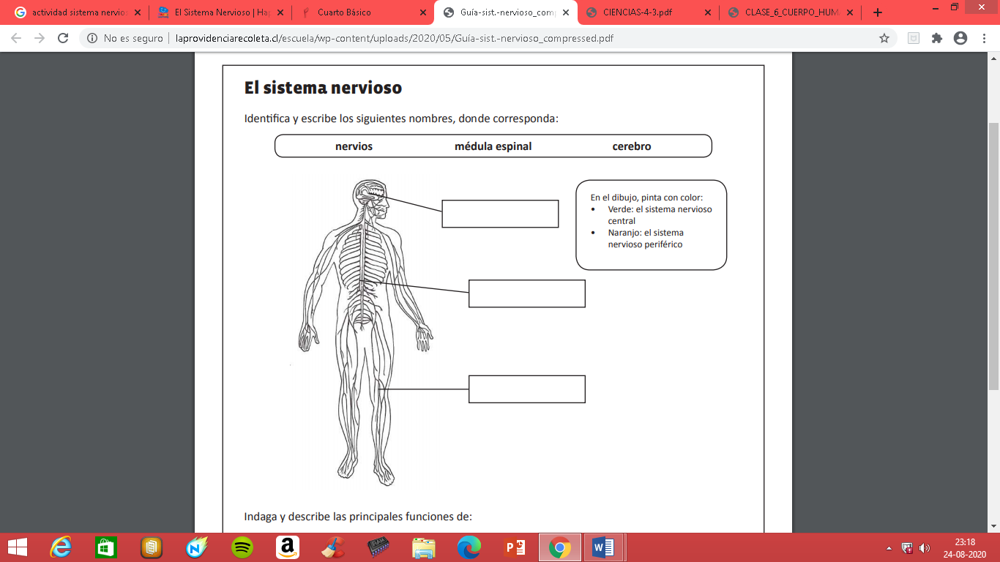 actividad sistema nervios
El Sistema Nervioso | Hap
Cuarto Básico
Guía-sist.-nervioso_comp
CIENCIAS-4-3.pdf
CLASE_6_CUERPO_HUM
No es seguro | laprovidenciarecoleta.cl/escuela/wp-content/uploads/2020/05/Guía-sist.-nervioso_compressed.pdf
El sistema nervioso
Identifica y escribe los siguientes nombres, donde corresponda:
nervios médula espinal cerebro
En el dibujo, pinta con color:
• Verde: el sistema nervioso
central
• Naranjo: el sistema
nervioso periférico
Indaga y describe las principales funciones de:
23:18
24-08-2020